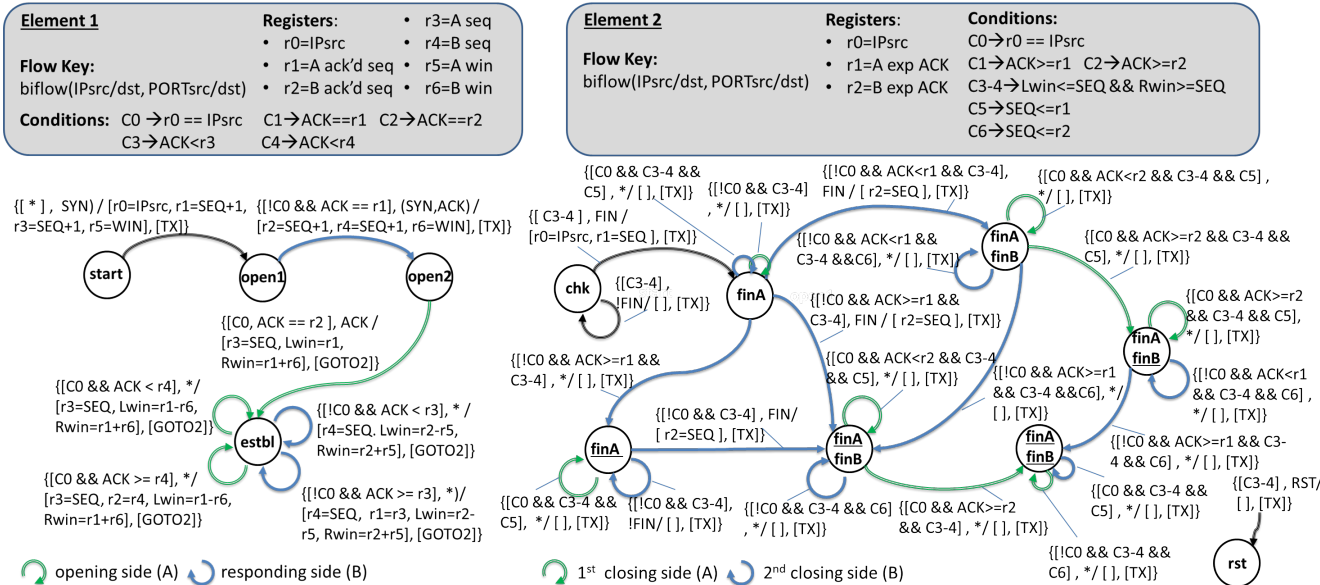 Element 1
Flow Key:
biflow(IPsrc/dst, PORTsrc/dst)
Registers:
• r0=IPsrc
• r1=A ack'd seq
• r2=B ack'd seq
• r3=A seq
• r4=B seq
• r5=A win
• r6=B win
Conditions: C0 →r0 == IPsrc C1→ACK==r1 C2→ACK==r2
C3→ACK<r3 C4→ACK<r4
Element 2
Flow Key:
biflow(IPsrc/dst, PORTsrc/dst)
Registers:
• r0=IPsrc
• r1=A exp ACK
• r2=B exp ACK
Conditions:
C0→r0 == IPsrc
C1→ACK>=r1 C2→ACK>=r2
C3-4→Lwin<=SEQ && Rwin>=SEQ
C5→SEQ<=r1
C6→SEQ<=r2
{[ * ] , SYN) / [r0=IPsrc, r1=SEQ+1,
r3=SEQ+1, r5=WIN], [TX]}
{[!C0 && ACK == r1], (SYN,ACK) /
[r2=SEQ+1, r4=SEQ+1, r6=WIN], [TX]}
start
open1
open2
{[C0, ACK == r2 ], ACK /
[r3=SEQ, Lwin=r1,
Rwin=r1+r6], [GOTO2]}
{[C0 && ACK < r4], */
[r3=SEQ, Lwin=r1-r6,
Rwin=r1+r6], [GOTO2]}
{[!C0 && ACK < r3], * /
[r4=SEQ. Lwin=r2-r5,
Rwin=r2+r5], [GOTO2]}
estbl
{[C0 && ACK >= r4], */
[r3=SEQ, r2=r4, Lwin=r1-r6,
Rwin=r1+r6], [GOTO2]}
{[!C0 && ACK >= r3], *)/
[r4=SEQ, r1=r3, Lwin=r2-
r5, Rwin=r2+r5], [GOTO2]}
opening side (A) responding side (B)
{[C0 && C3-4 &&
C5], */ [ ], [TX]}
{[!C0 && C3-4]
, */ [ ], [TX]}
{[!C0 && ACK<r1 && C3-4],
FIN / [ r2=SEQ ], [TX]}
{[C0 && ACK<r2 && C3-4 && C5] ,
*/ [ ], [TX]}
{[ C3-4 ] , FIN /
[r0=IPsrc, r1=SEQ ], [TX]}
{[!C0 && ACK<r1 &&
C3-4 &&C6], */ [ ], [TX]}
finA
finB
{[C0 && ACK>=r2 && C3-4 &&
C5], */ [ ], [TX]}
chk
{[C3-4] ,
!FIN/ [ ], [TX]}
finA
{[!C0 && ACK>=r1 &&
C3-4], FIN / [ r2=SEQ ], [TX]}
{[C0 && ACK>=r2
&& C3-4 && C5],
*/ [ ], [TX]}
finA
finB
{[!C0 && ACK>=r1 &&
C3-4] , */ [ ], [TX]}
{[C0 && ACK<r2 && C3-4
&& C5], */ [ ], [TX]}
{[!C0 && ACK>=r1
&& C3-4 &&C6], */
[ ], [TX]}
{[!C0 && ACK<r1
&& C3-4 && C6] ,
*/ [ ], [TX]}
{[!C0 && C3-4] , FIN/
[ r2=SEQ ], [TX]}
finA
finA
finB
finA
finB
{[!C0 && ACK>=r1 && C3-
4 && C6] , */ [ ], [TX]}
{[C0 && C3-4 &&
C5], */ [ ], [TX]}
{[!C0 && C3-4],
!FIN/ [ ], [TX]}
{[!C0 && C3-4 && C6]
, */ [ ], [TX]}
{[C0 && ACK>=r2
&& C3-4], */ [ ], [TX]}
{[C0 && C3-4 &&
C5], */ [ ], [TX]}
{[C3-4] , RST/
[ ], [TX]}
{[!C0 && C3-4 &&
C6] , */ [ ], [TX]}
rst
1st closing side (A) 2nd closing side (B)